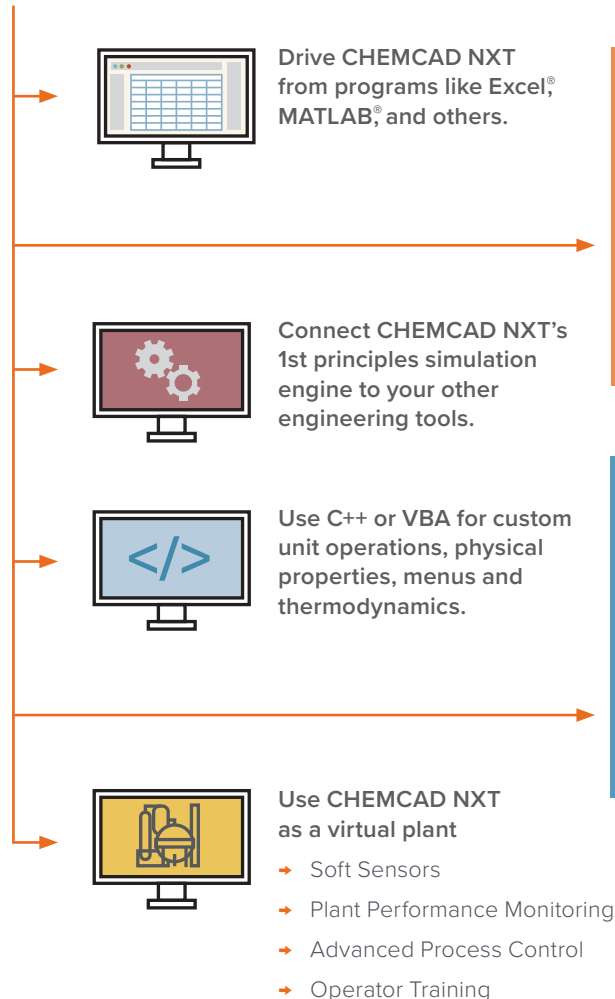 Drive CHEMCAD NXT
from programs like Excel,®
MATLAB,® and others.
Connect CHEMCAD NXT’s
1st principles simulation
engine to your other
engineering tools.
</>
Use C++ or VBA for custom
unit operations, physical
properties, menus and
thermodynamics.
Use CHEMCAD NXT
as a virtual plant
Soft Sensors
Plant Performance Monitoring
Advanced Process Control
Operator Training